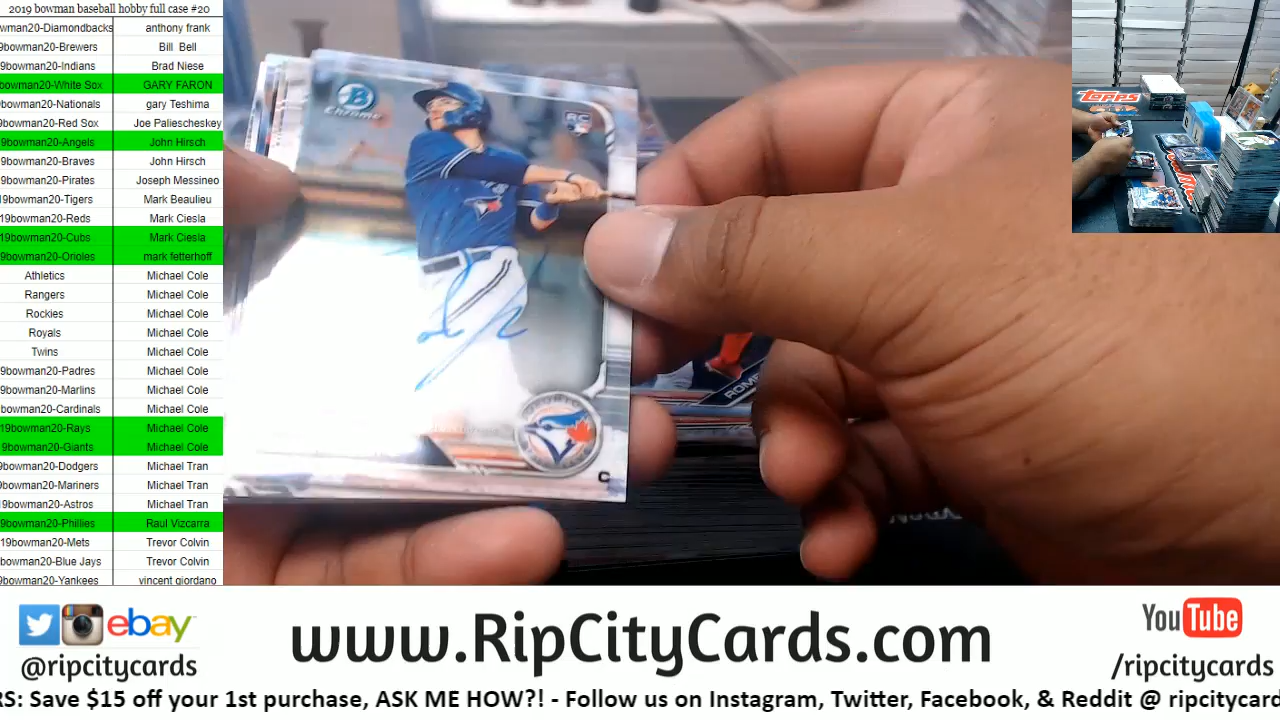 2019 bowman baseball hobby full case #20
wman20-Diamondbacks anthony frank
9bowman20-Brewers Bill Bell
9bowman20-Indians Brad Niese
bowman20-White Sox GARY FARON
bowman20-Nationals gary Teshima
9bowman20-Red Sox Joe Paliescheskey
9bowman20-Angels John Hirsch
9bowman20-Braves John Hirsch
9bowman20-Pirates Joseph Messineo
19bowman20-Tigers Mark Beaulieu
19bowman20-Reds Mark Ciesla
19bowman20-Cubs Mark Ciesla
9bowman20-Orioles mark fetterhoff
Athletics Michael Cole
Rangers Michael Cole
Rockies Michael Cole
Royals Michael Cole
Twins Michael Cole
9bowman20-Padres Michael Cole
9bowman20-Marlins Michael Cole
bowman20-Cardinals Michael Cole
19bowman20-Rays Michael Cole
9bowman20-Giants Michael Cole
9bowman20-Dodgers Michael Tran
9bowman20-Mariners Michael Tran
19bowman20-Astros Michael Tran
9bowman20-Phillies Raul Vizcarra
19bowman20-Mets Trevor Colvin
bowman20-Blue Jays Trevor Colvin
9bowman20-Yankees vincent giordano
B
Chrome
RC
C
ROM
Topps
ebay
@ripcitycards
www.RipCityCards.com
YouTube
/ripcitycards
RS: Save $15 off your 1st purchase, ASK ME HOW?! - Follow us on Instagram, Twitter, Facebook, & Reddit @ ripcitycard